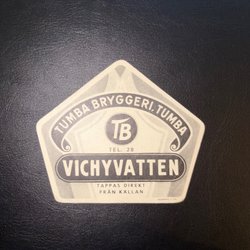 TUMBA BRYGGERI, TUMBA
TB
TEL. 28
VICHYVATTEN
TAPPAS DIREKT
FRÅN KÄLLAN